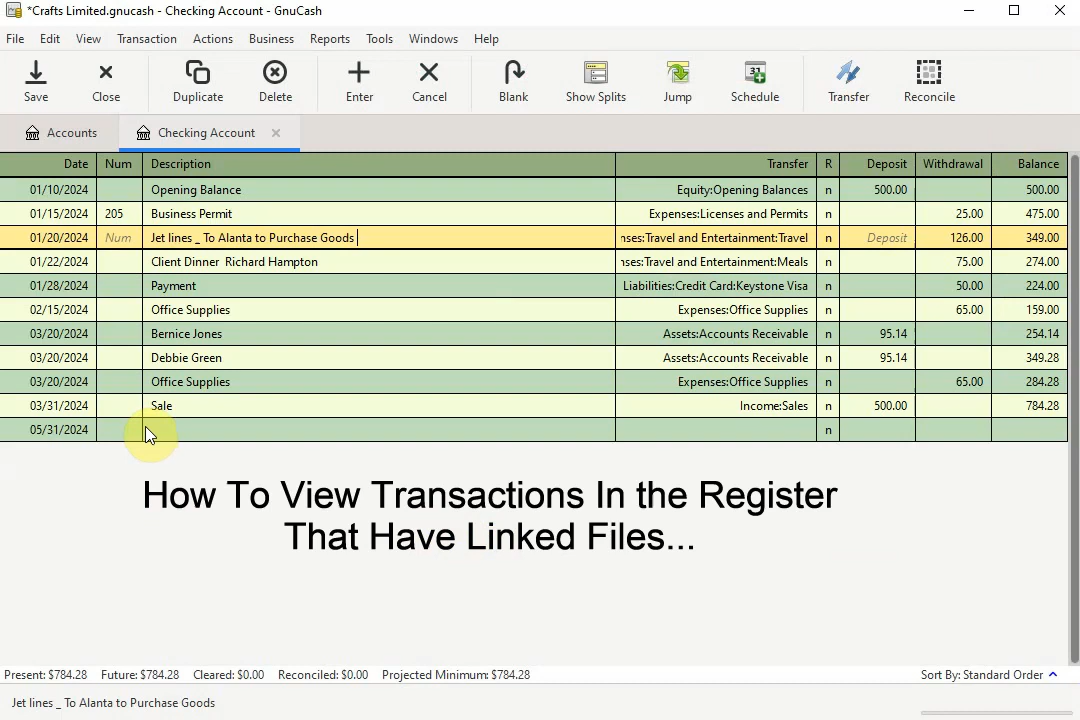 *Crafts Limited.gnucash - Checking Account - GnuCash
File Edit View Transaction Actions Business Reports Tools Windows Help
Save Close Duplicate Delete Enter Cancel Blank Show Splits Jump 31 Schedule Transfer Reconcile
Accounts Checking Account
Date Num Description Transfer R Deposit Withdrawal Balance
01/10/2024 Opening Balance Equity:Opening Balances n 500.00 500.00
01/15/2024 205 Business Permit Expenses:Licenses and Permits n 25.00 475.00
01/20/2024 Num Jet lines _ To Alanta to Purchase Goods nses:Travel and Entertainment:Travel n Deposit 126.00 349.00
01/22/2024 Client Dinner Richard Hampton nses:Travel and Entertainment:Meals n 75.00 274.00
01/28/2024 Payment Liabilities:Credit Card:Keystone Visa n 50.00 224.00
02/15/2024 Office Supplies Expenses:Office Supplies n 65.00 159.00
03/20/2024 Bernice Jones Assets:Accounts Receivable n 95.14 254.14
03/20/2024 Debbie Green Assets:Accounts Receivable n 95.14 349.28
03/20/2024 Office Supplies Expenses:Office Supplies n 65.00 284.28
03/31/2024 Sale Income:Sales n 500.00 784.28
05/31/2024 n
How To View Transactions In the Register
That Have Linked Files...
Present: $784.28 Future: $784.28 Cleared: $0.00 Reconciled: $0.00 Projected Minimum: $784.28 Sort By: Standard Order
Jet lines _ To Alanta to Purchase Goods